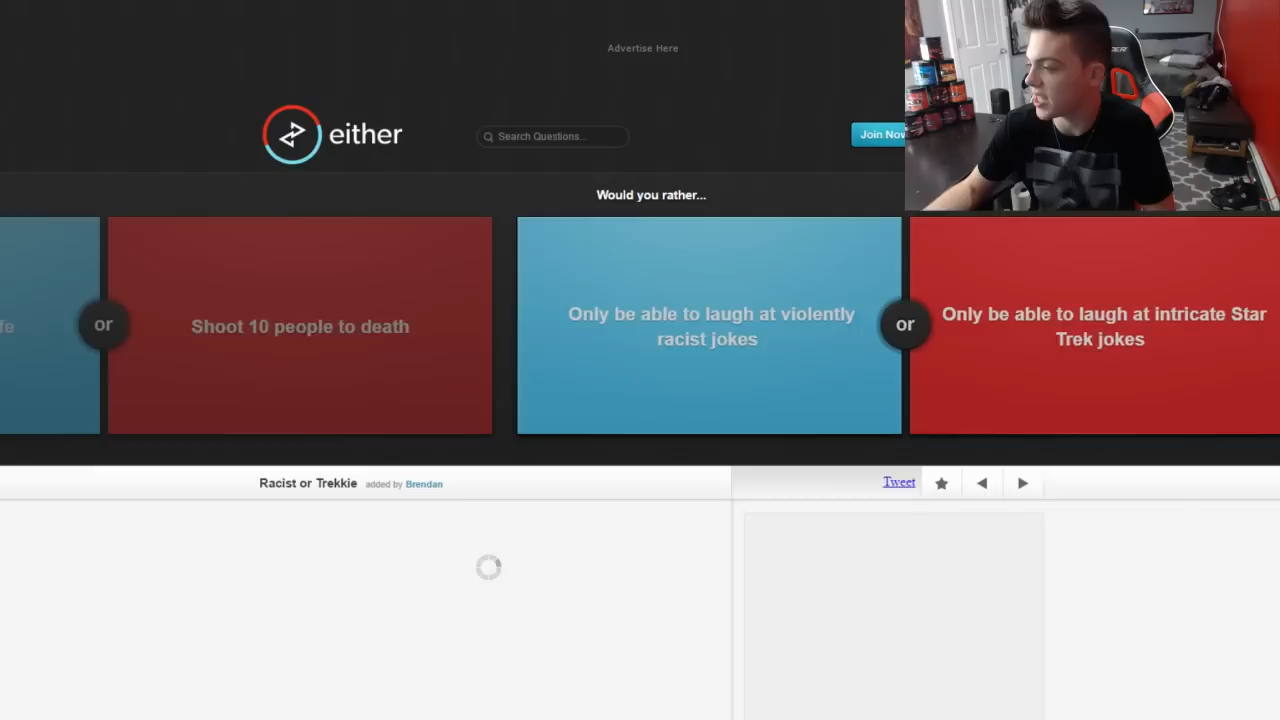 Advertise Here
either
Search Questions...
Join Now
Would you rather...
fe
or
Shoot 10 people to death
Only be able to laugh at violently
racist jokes
or
Only be able to laugh at intricate Star
Trek jokes
Racist or Trekkie added by Brendan
Tweet